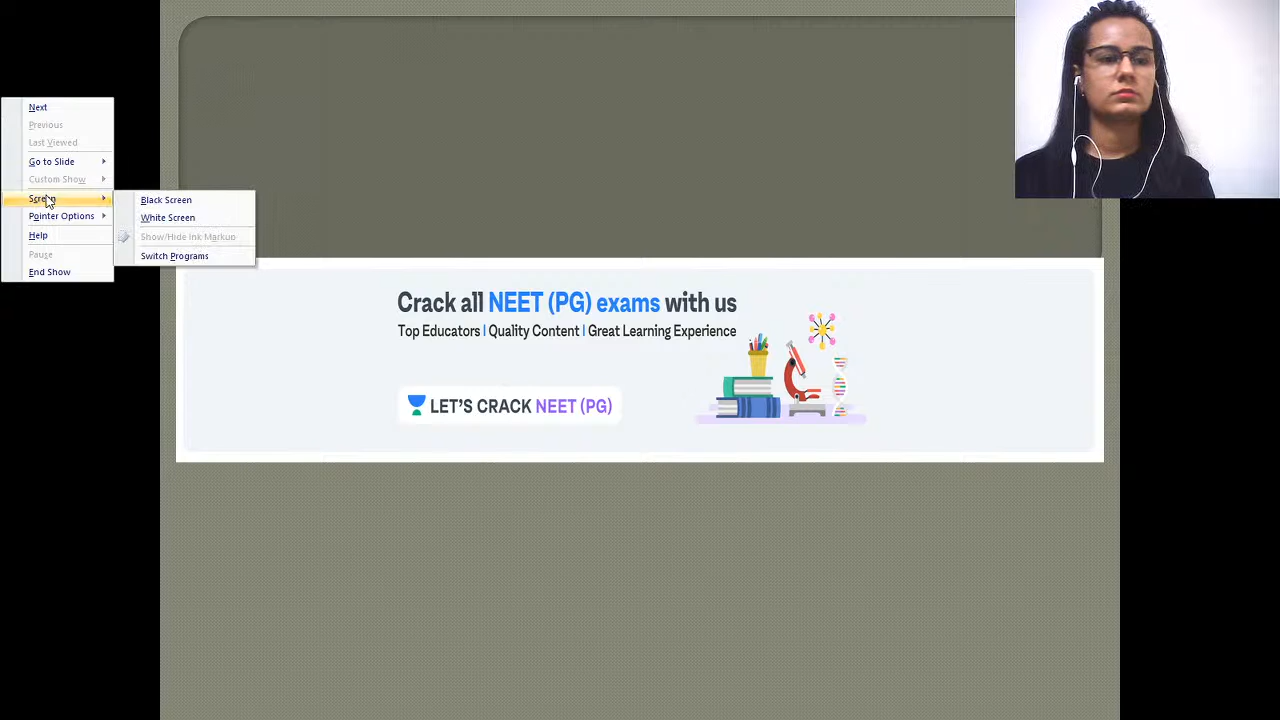 Next
Previous
Last Viewed
Go to Slide
Custom Show
Screen
Pointer Options
Help
Pause
End Show
Black Screen
White Screen
Show/Hide Ink Markup
Switch Programs
Crack all NEET (PG) exams with us
Top Educators | Quality Content | Great Learning Experience
LET'S CRACK NEET (PG)